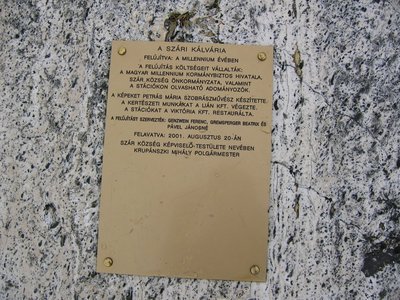 A SZÁRI KÁLVÁRIA
FELÚJÍTVA: A MILLENNIUM ÉVÉBEN
A FELÚJÍTÁS KÖLTSÉGEIT VÁLLALTÁK:
A MAGYAR MILLENNIUM KORMÁNYBIZTOS HIVATALA,
SZÁR KÖZSÉG ÖNKORMÁNYZATA, VALAMINT
A STÁCIÓKON OLVASHATÓ ADOMÁNYOZÓK.
A KÉPEKET PETRÁS MÁRIA SZOBRÁSZMŰVÉSZ KÉSZÍTETTE.
A KERTÉSZETI MUNKÁKAT A LIÁN KFT. VÉGEZTE.
A STÁCIÓKAT A VIKTÓRIA KFT. RESTAURÁLTA.
A FELÚJÍTÁST SZERVEZTÉK: GENZWEIN FERENC, GREMSPERGER BEATRIX ÉS
PÁVEL JÁNOSNÉ
FELAVATVA: 2001. AUGUSZTUS 20-ÁN
SZÁR KÖZSÉG KÉPVISELŐ-TESTÜLETE NEVÉBEN
KRUPÁNSZKI MIHÁLY POLGÁRMESTER